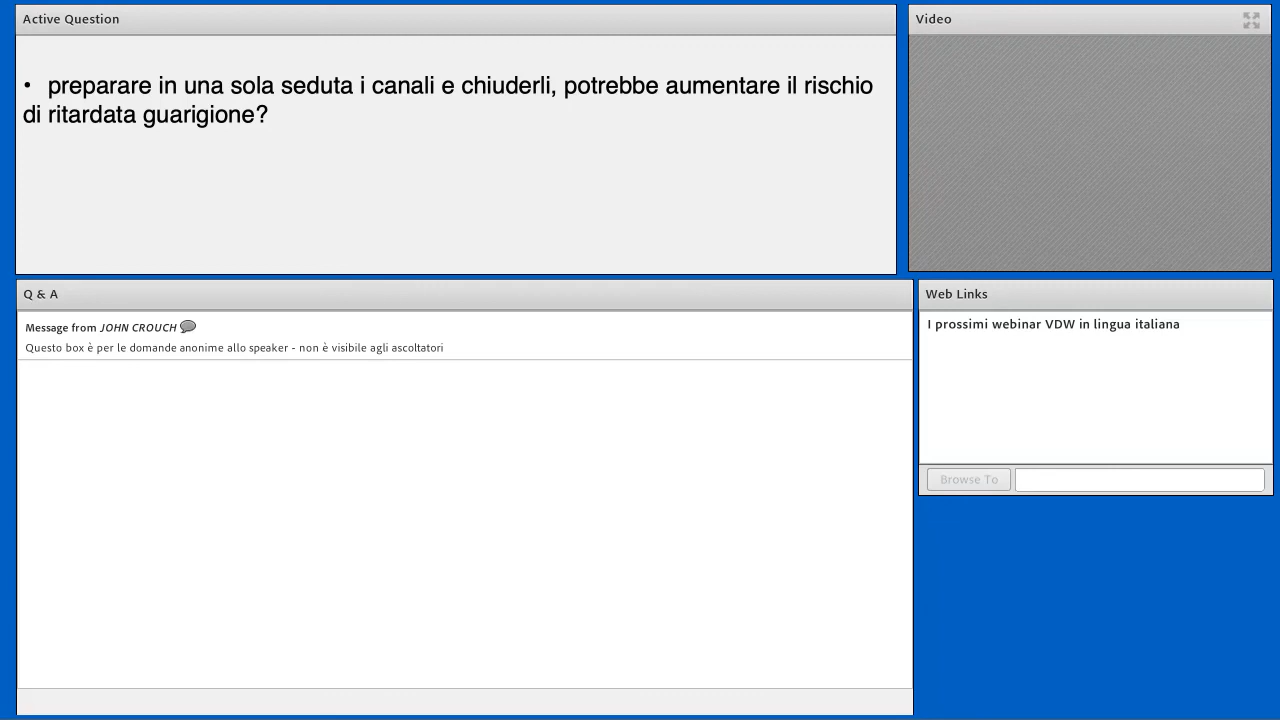 Active Question
Video
• preparare in una sola seduta i canali e chiuderli, potrebbe aumentare il rischio
di ritardata guarigione?
Q & A
Message from JOHN CROUCH
Questo box è per le domande anonime allo speaker - non è visibile agli ascoltatori
Web Links
I prossimi webinar VDW in lingua italiana
Browse To